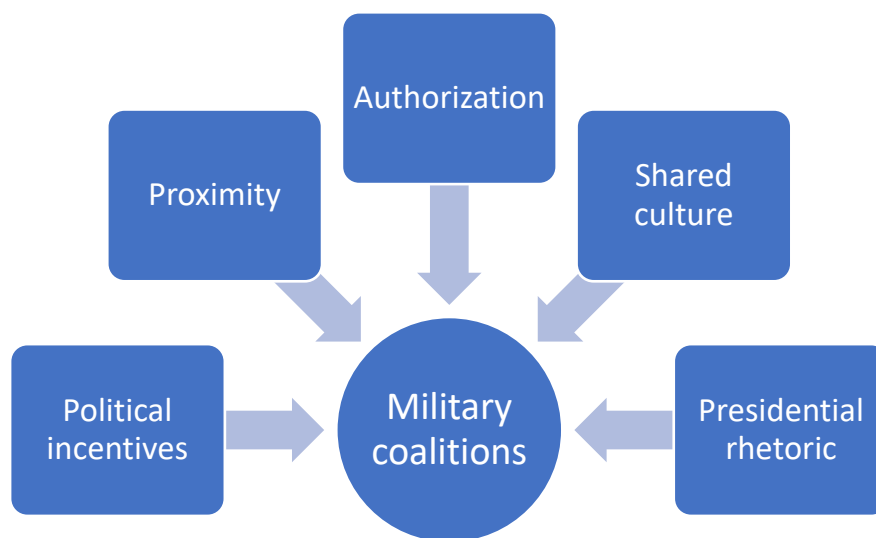 Authorization
Proximity
Shared
culture
Political
incentives
Military
coalitions
Presidential
rhetoric